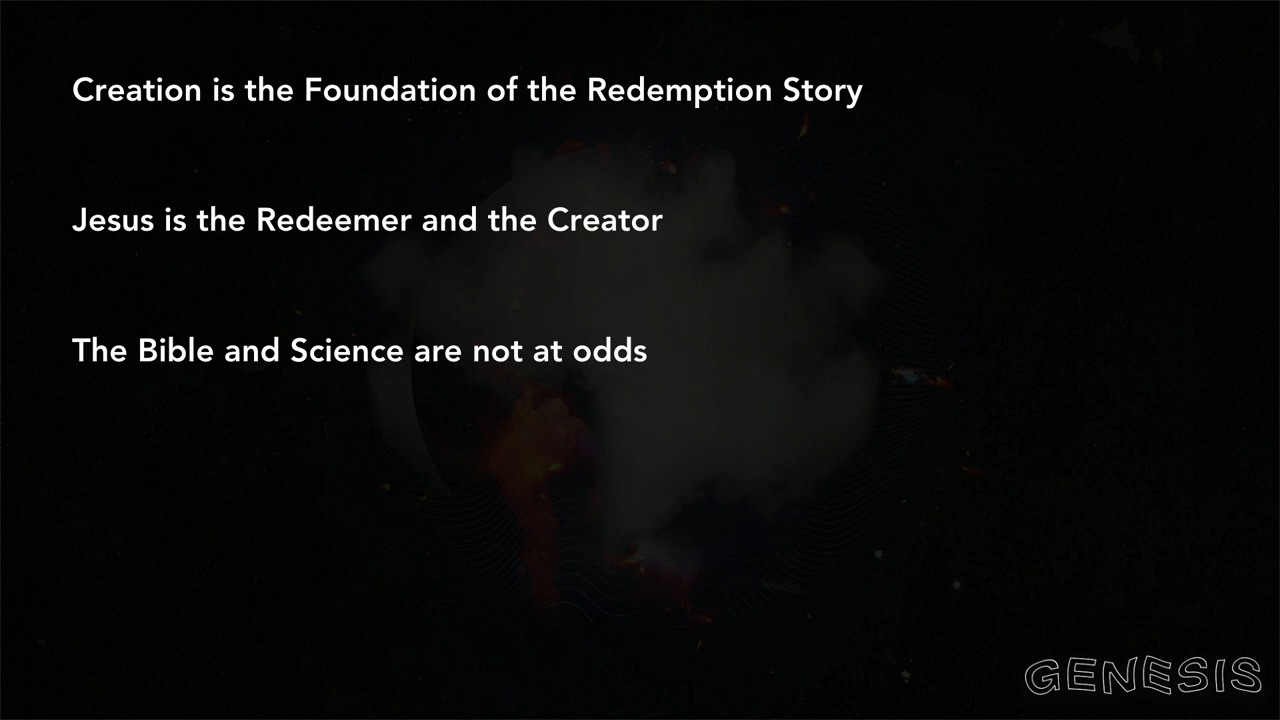 Creation is the Foundation of the Redemption Story
Jesus is the Redeemer and the Creator
The Bible and Science are not at odds
GENESIS